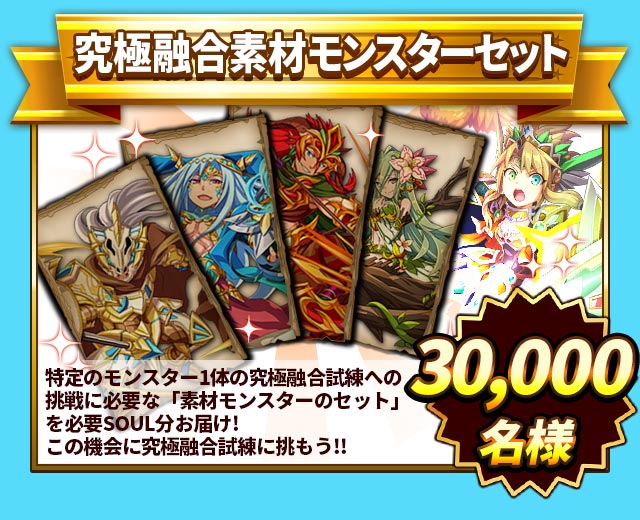 究極融合素材モンスターセット
特定のモンスター1体の究極融合試練への
挑戦に必要な「素材モンスターのセット」
を必要SOUL分お届け!
この機会に究極融合試練に挑もう!!
30,000
名様